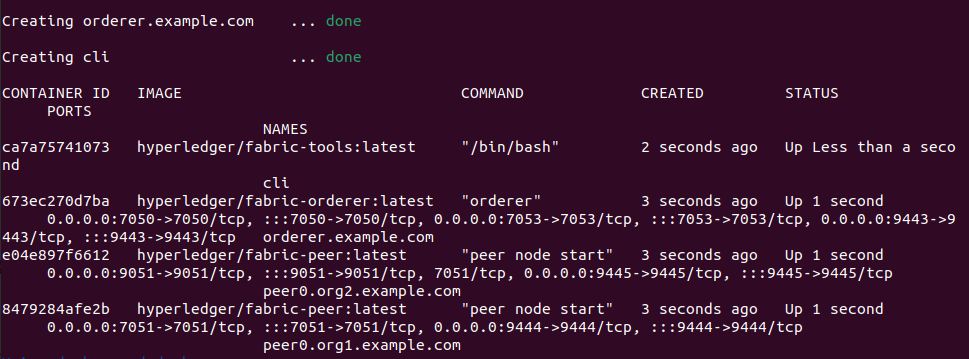 Creating orderer.example.com    ... done
Creating cli                    ... done
CONTAINER ID   IMAGE                               COMMAND             CREATED         STATUS
     PORTS
                             NAMES
ca7a75741073   hyperledger/fabric-tools:latest     "/bin/bash"         2 seconds ago   Up Less than a seco
nd
                             cli
673ec270d7ba   hyperledger/fabric-orderer:latest   "orderer"           3 seconds ago   Up 1 second
     0.0.0.0:7050->7050/tcp, :::7050->7050/tcp, 0.0.0.0:7053->7053/tcp, :::7053->7053/tcp, 0.0.0.0:9443->9
443/tcp, :::9443->9443/tcp   orderer.example.com
e04e897f6612   hyperledger/fabric-peer:latest      "peer node start"   3 seconds ago   Up 1 second
     0.0.0.0:9051->9051/tcp, :::9051->9051/tcp, 7051/tcp, 0.0.0.0:9445->9445/tcp, :::9445->9445/tcp
                             peer0.org2.example.com
8479284afe2b   hyperledger/fabric-peer:latest      "peer node start"   3 seconds ago   Up 1 second
     0.0.0.0:7051->7051/tcp, :::7051->7051/tcp, 0.0.0.0:9444->9444/tcp, :::9444->9444/tcp
                             peer0.org1.example.com